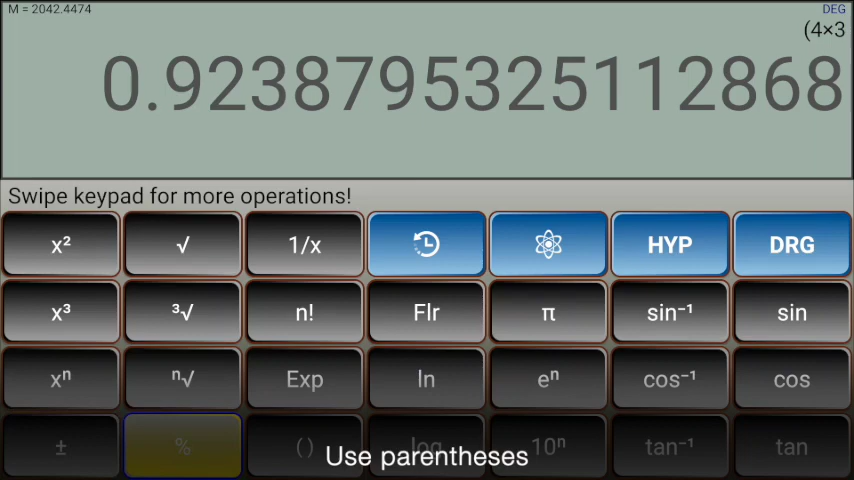 M = 2042.4474
DEG
(4×3
0.9238795325112868
Swipe keypad for more operations!
x² √ 1/x HYP DRG
x³ ³√ n! Flr π sin⁻¹ sin
xⁿ ⁿ√ Exp ln eⁿ cos⁻¹ cos
± % () log 10ⁿ tan⁻¹ tan
Use parentheses